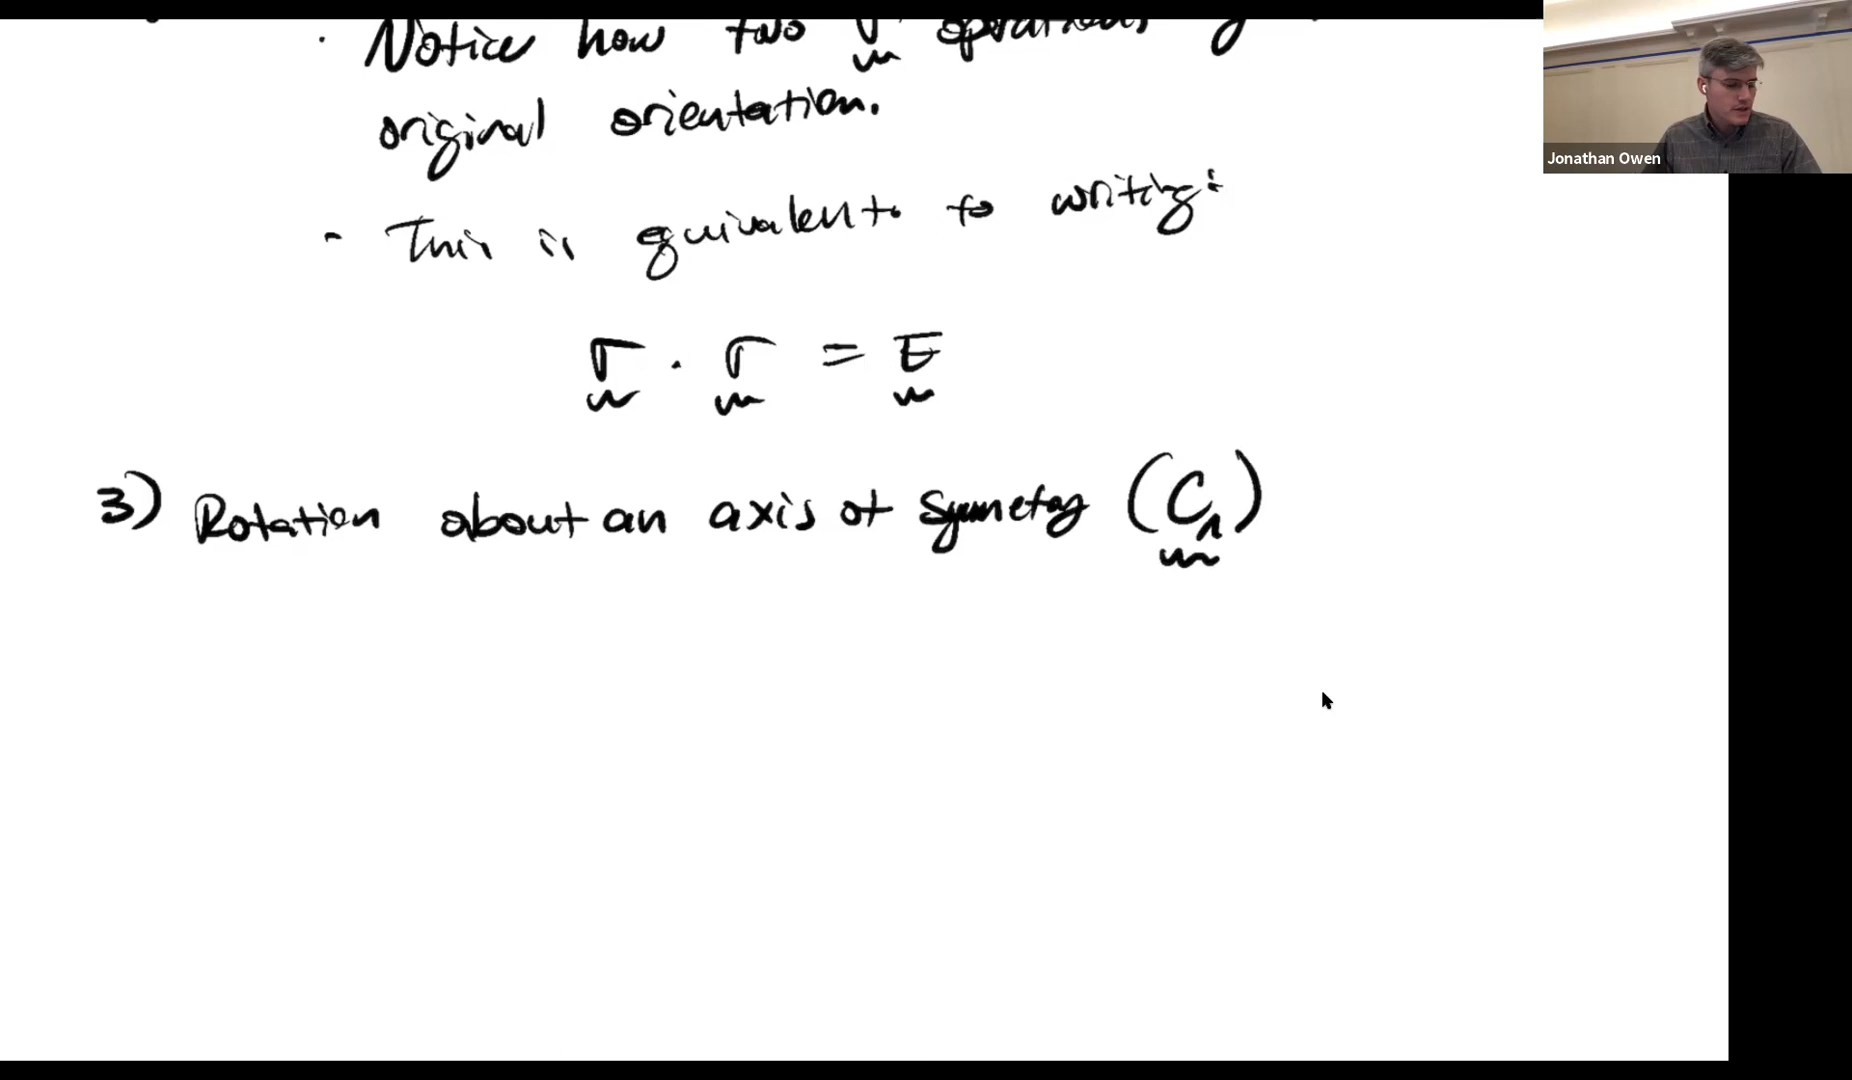 · Notice how two σ operations
Jonathan Owen
original orientation.
- This is equivalent to writing:
σ · σ = E
3) Rotation about an axis of Symmetry (Cn)